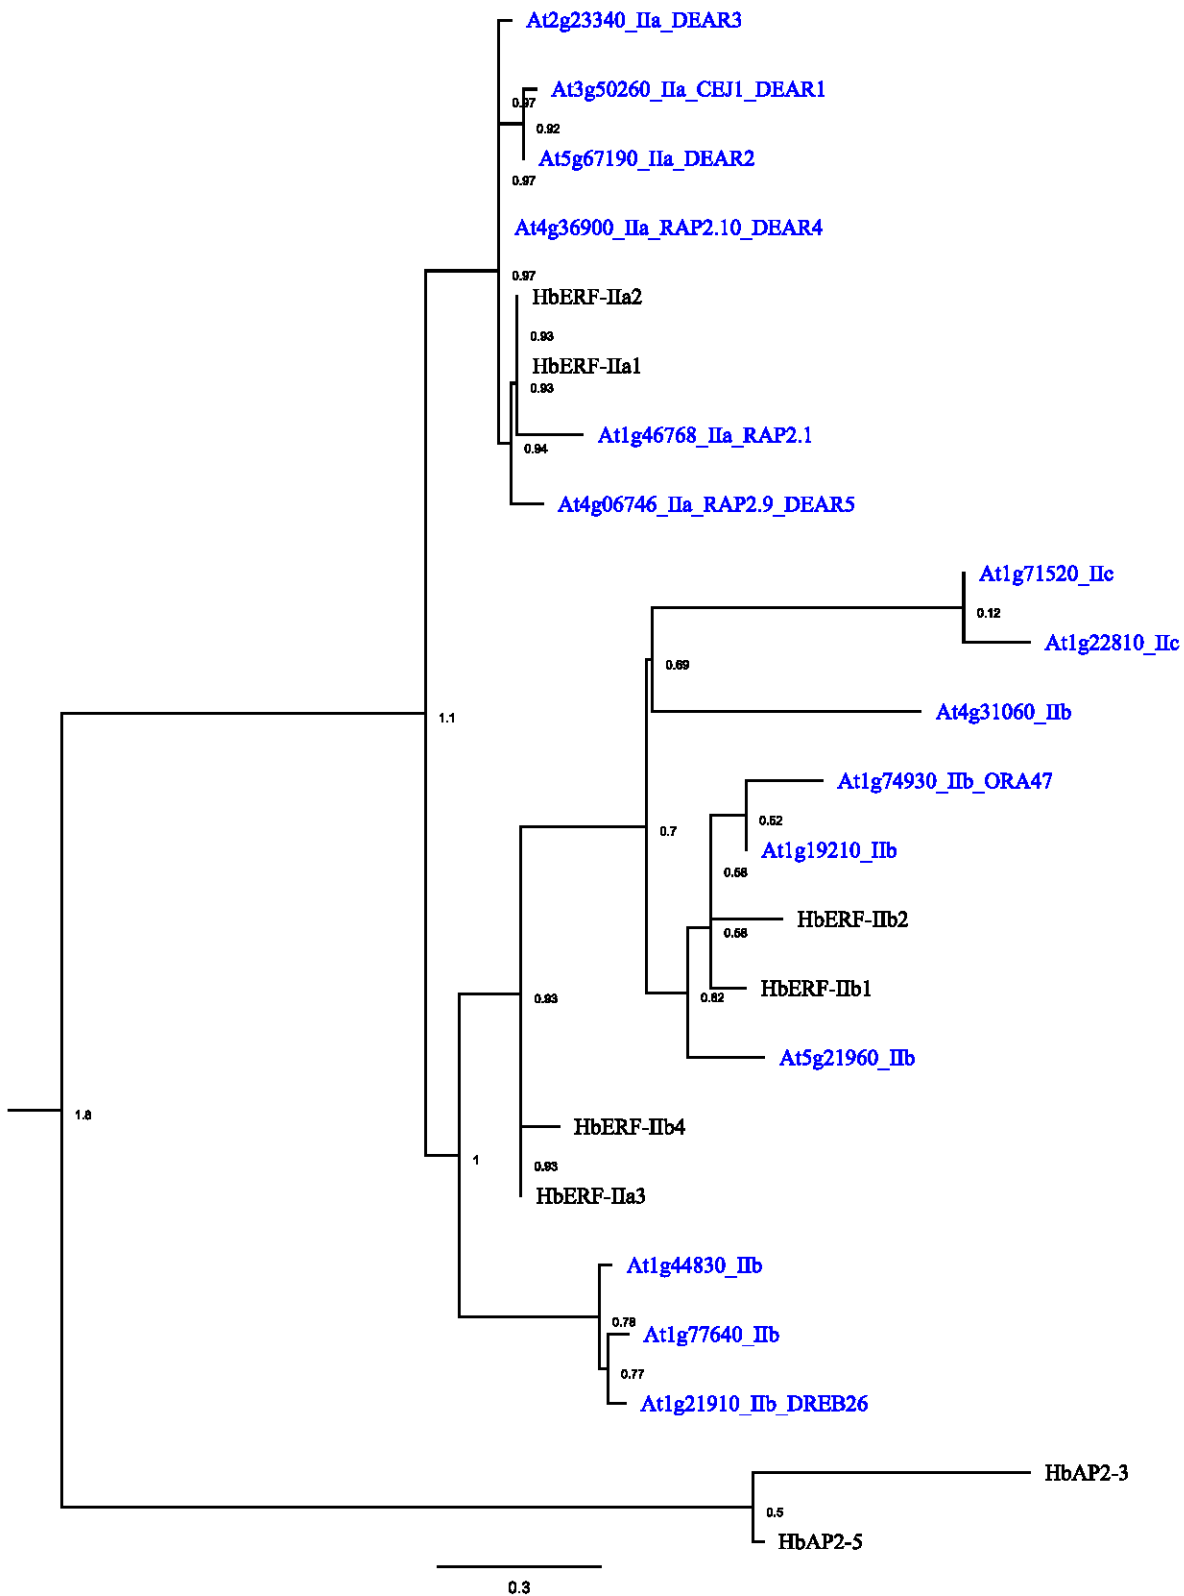 At2g23340_IIa_DEAR3
At3g50260_IIa_CEJ1_DEAR1
0.97
0.92
At5g67190_IIa_DEAR2
0.97
At4g36900_IIa_RAP2.10_DEAR4
0.97
HbERF-IIa2
0.93
HbERF-IIa1
0.93
At1g46768_IIa_RAP2.1
0.94
At4g06746_IIa_RAP2.9_DEAR5
At1g71520_IIc
0.12
At1g22810_IIc
0.69
At4g31060_IIb
1.1
At1g74930_IIb_ORA47
0.52
0.7
At1g19210_IIb
0.58
HbERF-IIb2
0.58
HbERF-IIb1
0.62
0.93
At5g21960_IIb
1.8
HbERF-IIb4
1
0.93
HbERF-IIa3
At1g44830_IIb
0.78
At1g77640_IIb
0.77
At1g21910_IIb_DREB26
HbAP2-3
0.5
HbAP2-5
0.3